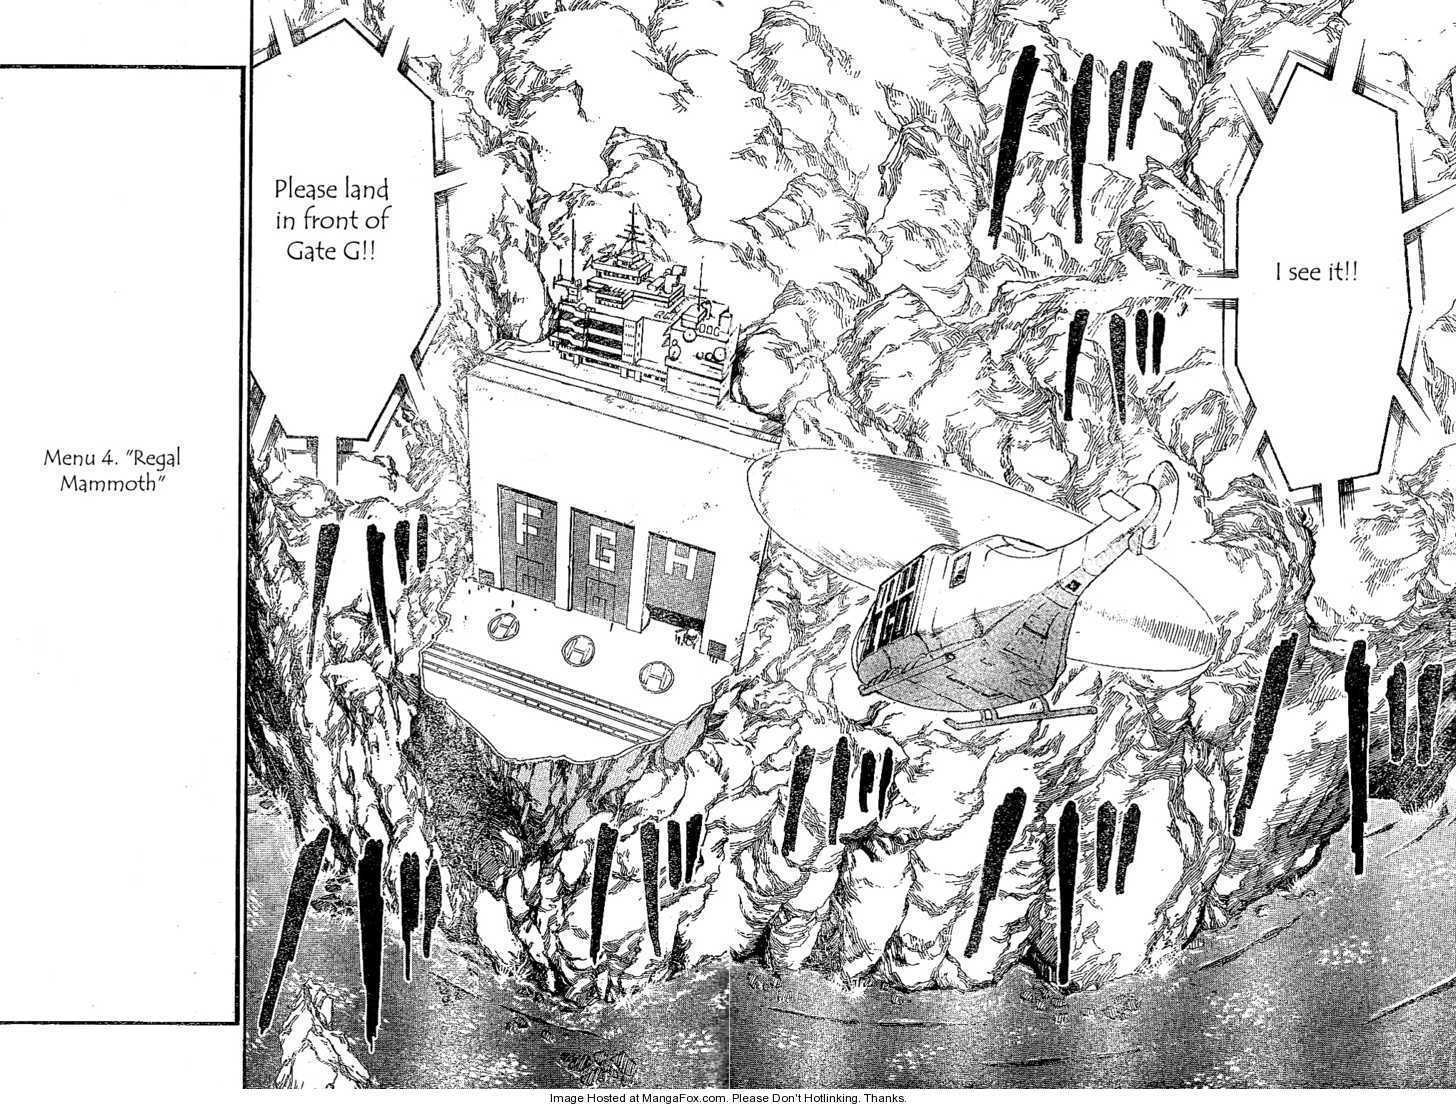 I see it!!
Please land
in front of
Gate G!!
F G H
H H H
IGO
Menu 4. "Regal
Mammoth"
Image Hosted at MangaFox.com. Please Don't Hotlinking. Thanks.